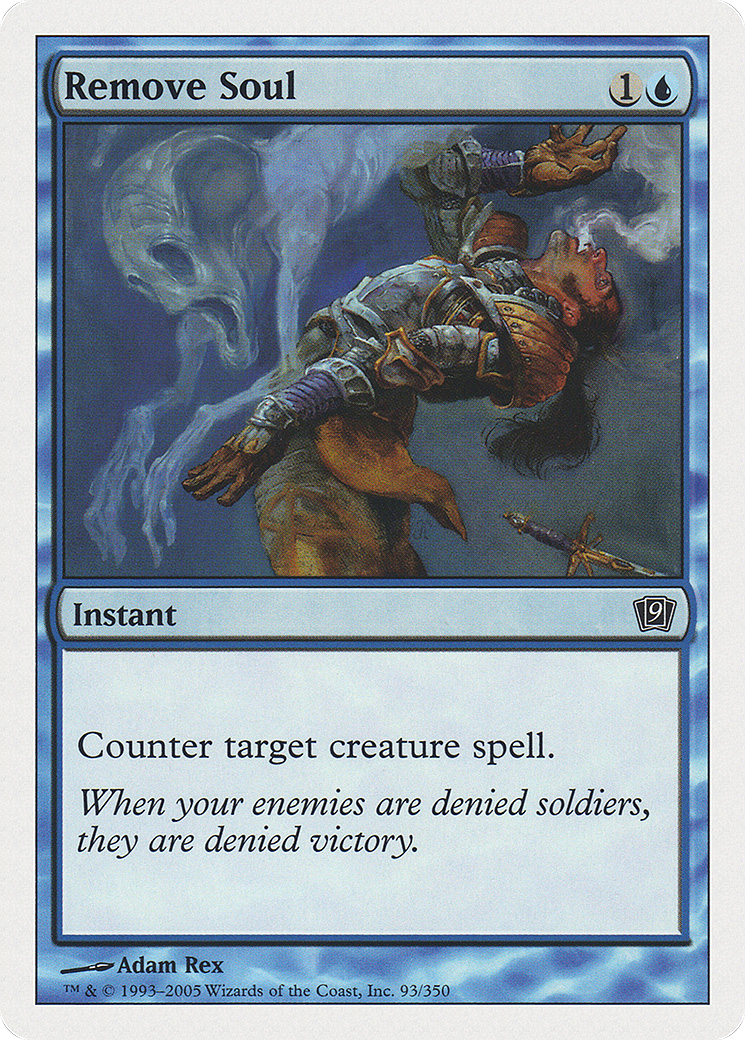 Remove Soul 1
Instant 9
Counter target creature spell.
When your enemies are denied soldiers,
they are denied victory.
Adam Rex
™ & © 1993–2005 Wizards of the Coast, Inc. 93/350